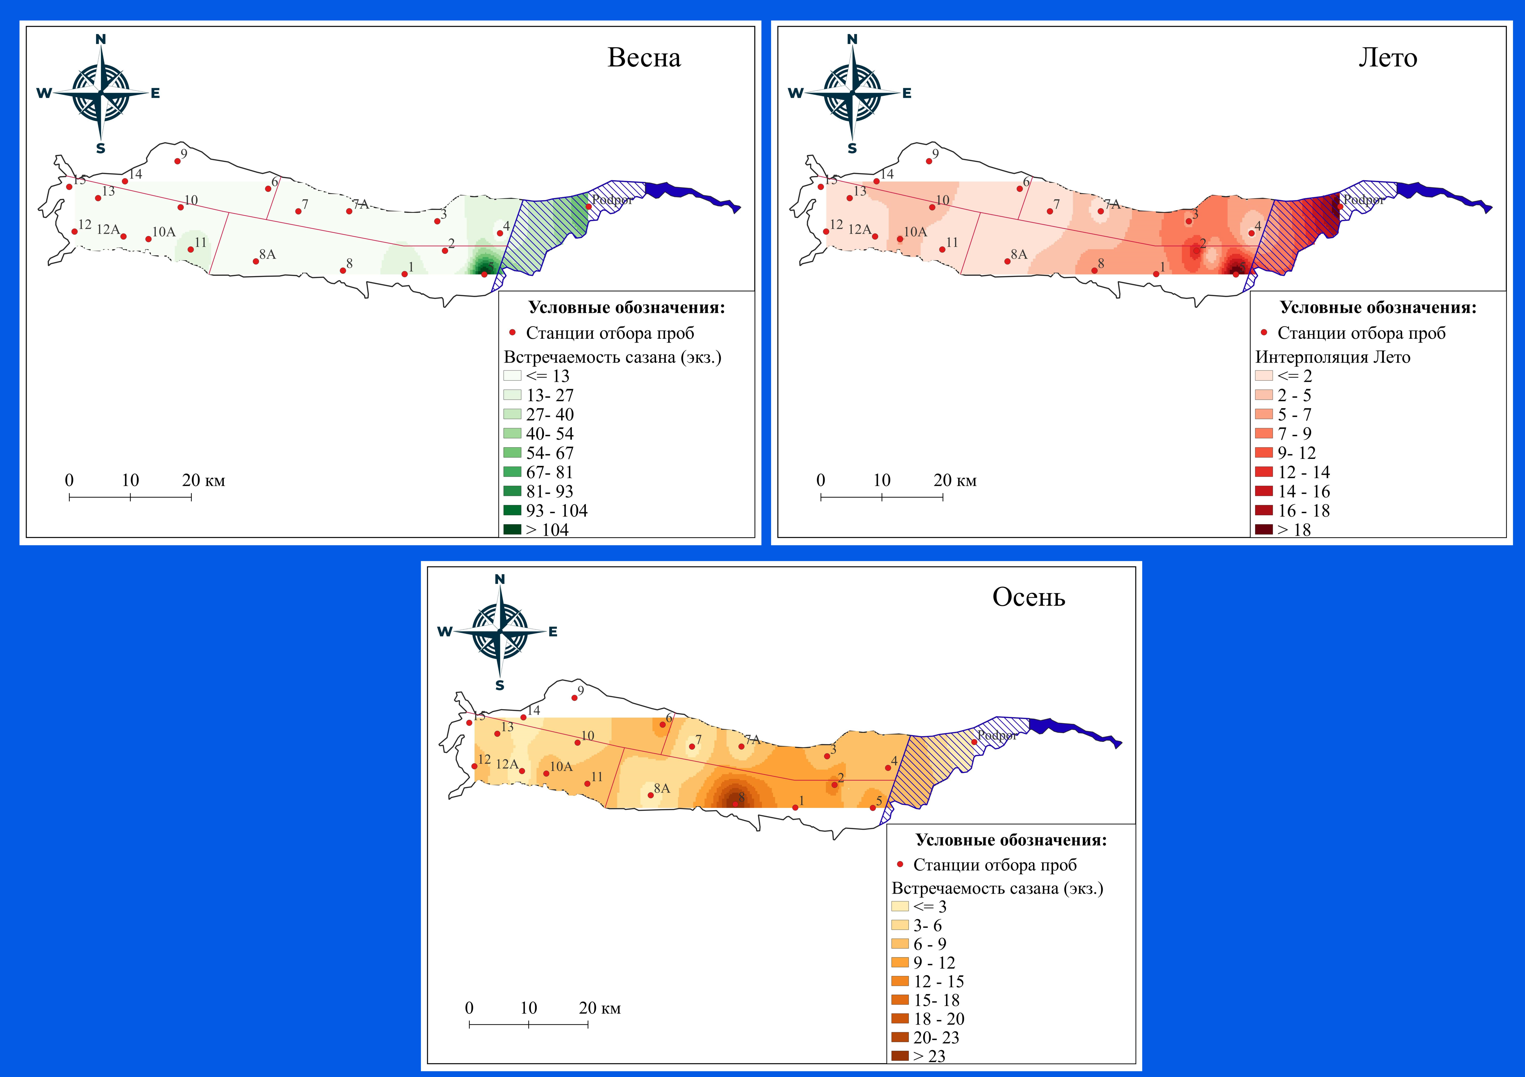 Весна
N
W E
S
9
14
15
13
6
10
7
7A
3
Podpor
12
12A
10A
11
4
2
8A
8
1
Условные обозначения:
Станции отбора проб
Встречаемость сазана (экз.)
<= 13
13- 27
27- 40
40- 54
54- 67
67- 81
81- 93
93 - 104
> 104
0 10 20 км
Лето
N
W E
S
9
14
15
13
6
10
7
7A
3
Podpor
12
12A
10A
11
4
2
8A
8
1
Условные обозначения:
Станции отбора проб
Интерполяция Лето
<= 2
2 - 5
5 - 7
7 - 9
9- 12
12 - 14
14 - 16
16 - 18
> 18
0 10 20 км
Осень
N
W E
S
9
14
15
13
6
10
7
7A
3
Podpor
12
12A
10A
11
4
2
8A
8
1
5
Условные обозначения:
Станции отбора проб
Встречаемость сазана (экз.)
<= 3
3- 6
6 - 9
9 - 12
12 - 15
15- 18
18 - 20
20- 23
> 23
0 10 20 км